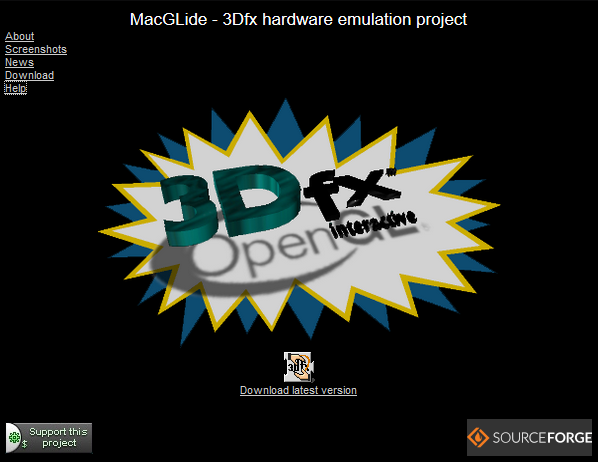 MacGLide - 3Dfx hardware emulation project
About
Screenshots
News
Download
Help
3Dfx
interactive
OpenGL
3dfx
Download latest version
$ Support this
project
SOURCEFORGE